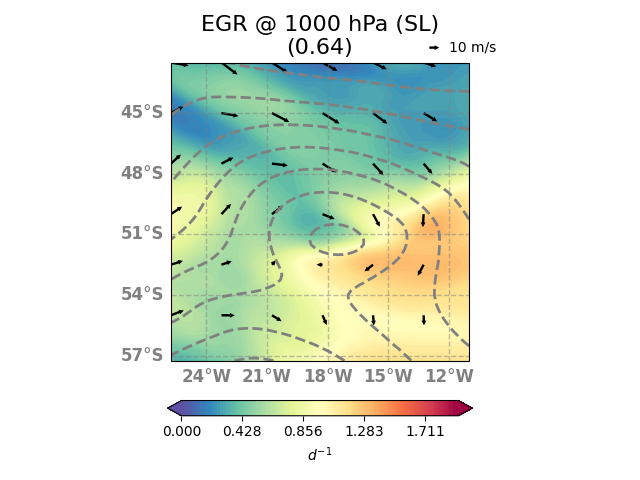 EGR @ 1000 hPa (SL)
(0.64)
10 m/s
45°S
48°S
51°S
54°S
57°S
24°W 21°W 18°W 15°W 12°W
0.000 0.428 0.856 1.283 1.711
d⁻¹